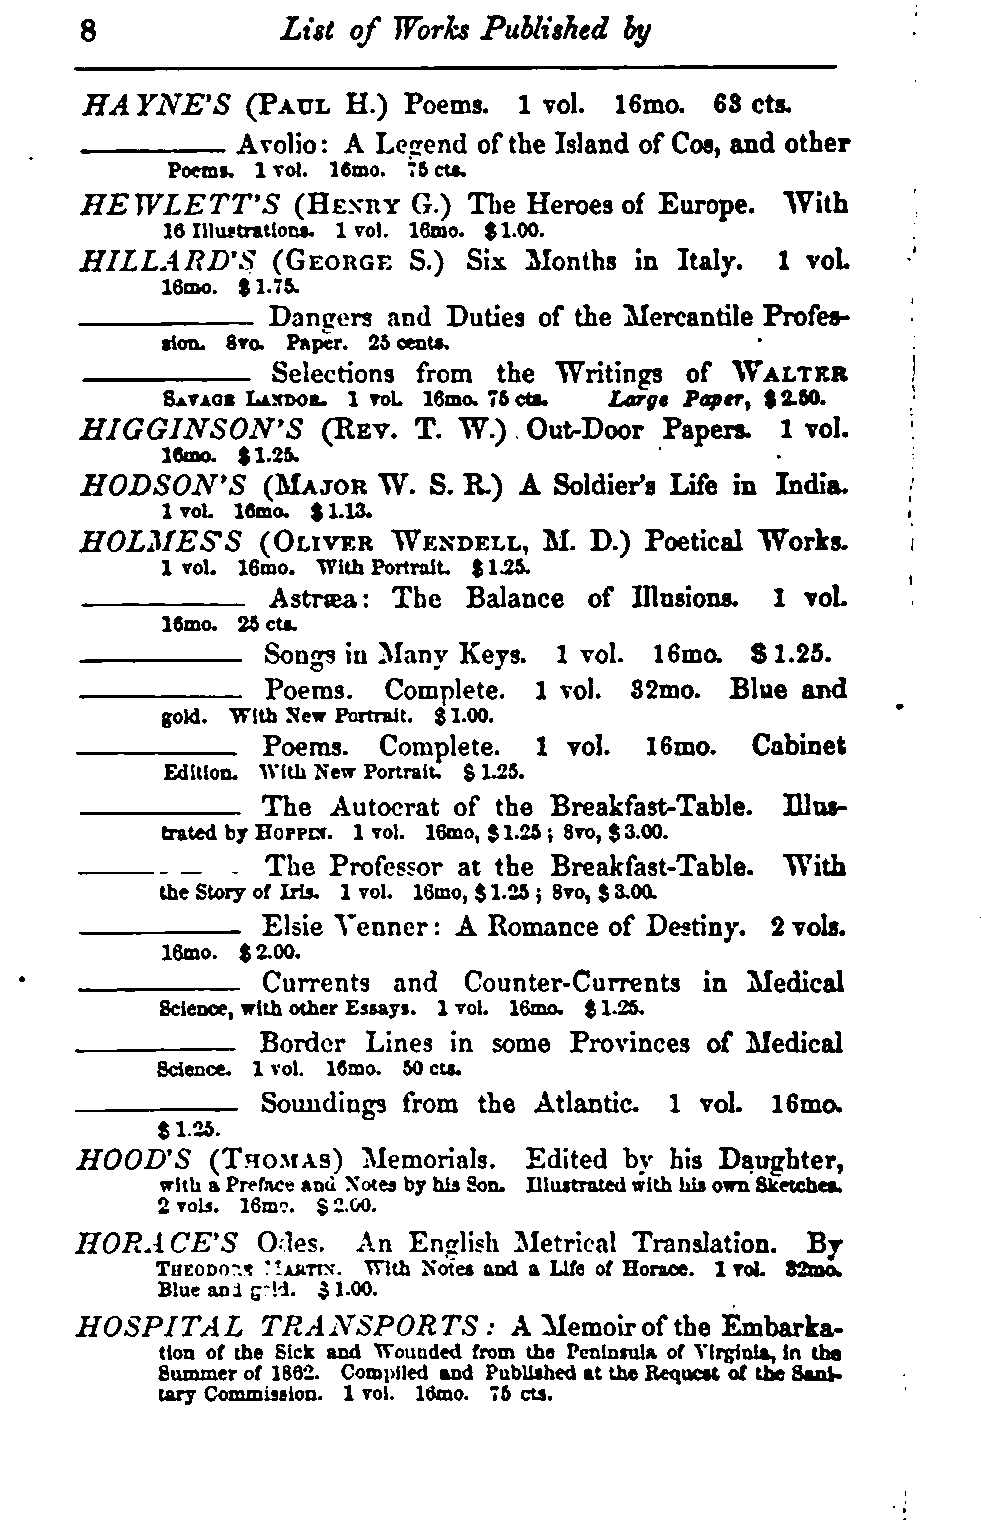 8 List of Works Published by
HAYNE'S (PAUL H.) Poems. 1 vol. 16mo. 63 cts.
Avolio: A Legend of the Island of Cos, and other
Poems. 1 vol. 16mo. 75 cts.
HEWLETT'S (HENRY G.) The Heroes of Europe. With
16 Illustrations. 1 vol. 16mo. $1.00.
HILLARD'S (GEORGE S.) Six Months in Italy. 1 vol.
16mo. $1.75.
Dangers and Duties of the Mercantile Profes-
sion. 8vo. Paper. 25 cents.
Selections from the Writings of WALTER
SAVAGE LANDOR. 1 vol. 16mo. 75 cts. Large Paper, $2.50.
HIGGINSON'S (REV. T. W.) Out-Door Papers. 1 vol.
16mo. $1.25.
HODSON'S (MAJOR W. S. R.) A Soldier's Life in India.
1 vol. 16mo. $1.13.
HOLMES'S (OLIVER WENDELL, M. D.) Poetical Works.
1 vol. 16mo. With Portrait. $1.25.
Astræa: The Balance of Illusions. 1 vol.
16mo. 25 cts.
Songs in Many Keys. 1 vol. 16mo. $1.25.
Poems. Complete. 1 vol. 32mo. Blue and
gold. With New Portrait. $1.00.
Poems. Complete. 1 vol. 16mo. Cabinet
Edition. With New Portrait. $1.25.
The Autocrat of the Breakfast-Table. Illus-
trated by HOPPIN. 1 vol. 16mo, $1.25; 8vo, $3.00.
The Professor at the Breakfast-Table. With
the Story of Iris. 1 vol. 16mo, $1.25; 8vo, $3.00.
Elsie Venner: A Romance of Destiny. 2 vols.
16mo. $2.00.
Currents and Counter-Currents in Medical
Science, with other Essays. 1 vol. 16mo. $1.25.
Border Lines in some Provinces of Medical
Science. 1 vol. 16mo. 50 cts.
Soundings from the Atlantic. 1 vol. 16mo.
$1.25.
HOOD'S (THOMAS) Memorials. Edited by his Daughter,
with a Preface and Notes by his Son. Illustrated with his own Sketches.
2 vols. 16mo. $2.00.
HORACE'S Odes. An English Metrical Translation. By
THEODORE MARTIN. With Notes and a Life of Horace. 1 vol. 32mo.
Blue and gold. $1.00.
HOSPITAL TRANSPORTS: A Memoir of the Embarka-
tion of the Sick and Wounded from the Peninsula of Virginia, in the
Summer of 1862. Compiled and Published at the Request of the Sani-
tary Commission. 1 vol. 16mo. 75 cts.